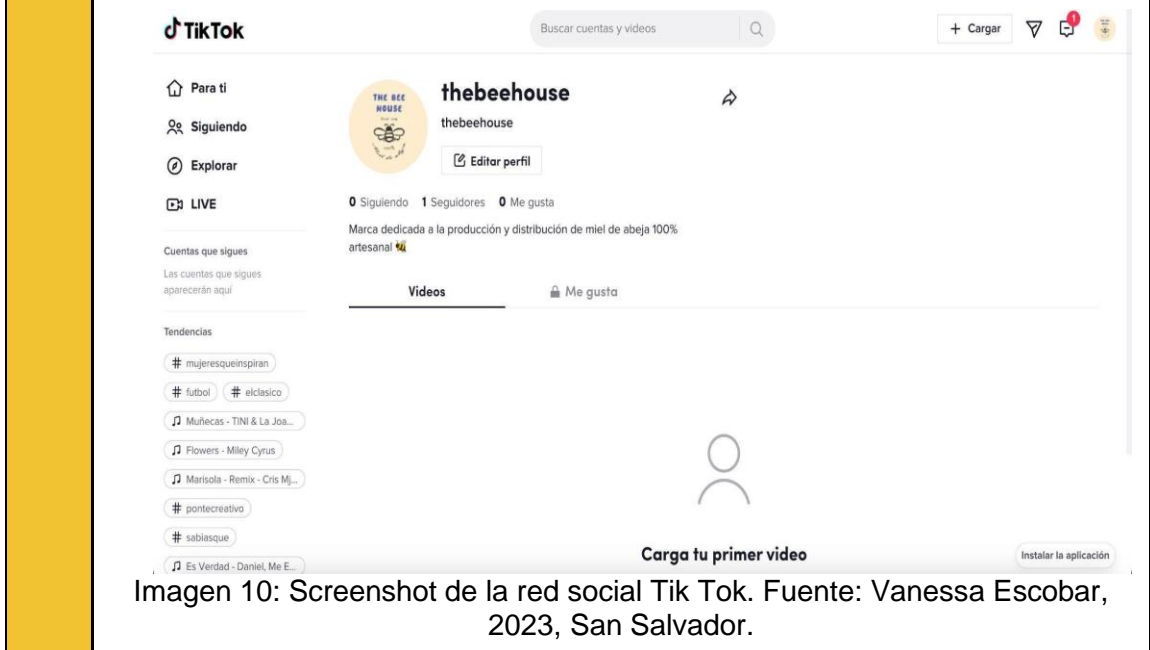 TikTok
Buscar cuentas y videos
+ Cargar
1
Para ti
Siguiendo
Explorar
LIVE
Cuentas que sigues
Las cuentas que sigues
aparecerán aquí
Tendencias
# mujeresqueinspiran
# futbol # elclasico
Muñecas - TINI & La Joa...
Flowers - Miley Cyrus
Marisola - Remix - Cris Mj...
# pontecreativo
# sabiasque
Es Verdad - Daniel, Me E...
THE BEE
HOUSE
thebeehouse
thebeehouse
Editar perfil
0 Siguiendo 1 Seguidores 0 Me gusta
Marca dedicada a la producción y distribución de miel de abeja 100%
artesanal 🐝
Videos Me gusta
Carga tu primer video
Instalar la aplicación
Imagen 10: Screenshot de la red social Tik Tok. Fuente: Vanessa Escobar,
2023, San Salvador.